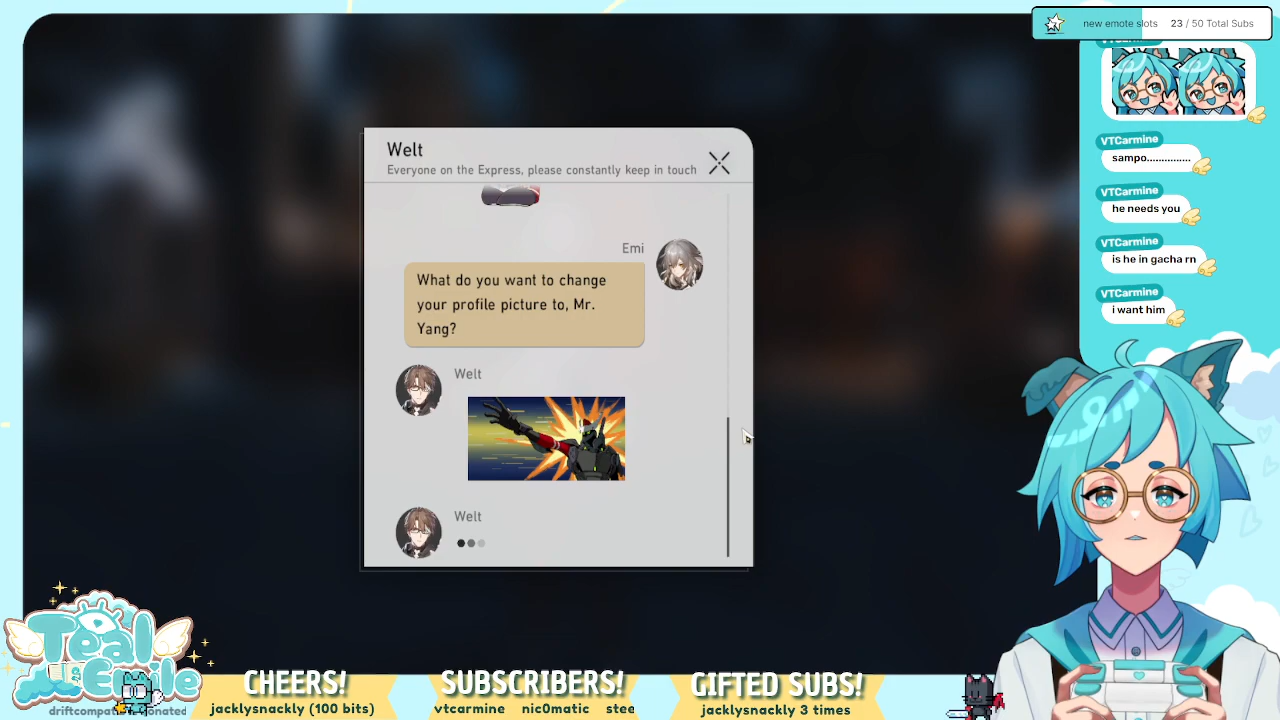 new emote slots 23 / 50 Total Subs
VTCarmine
sampo...............
VTCarmine
he needs you
VTCarmine
is he in gacha rn
VTCarmine
i want him
Welt
Everyone on the Express, please constantly keep in touch
Emi
What do you want to change
your profile picture to, Mr.
Yang?
Welt
Welt
Teal
Emile
CHEERS!
jacklysnackly (100 bits)
SUBSCRIBERS!
vtcarmine nic0matic stee
GIFTED SUBS!
jacklysnackly 3 times